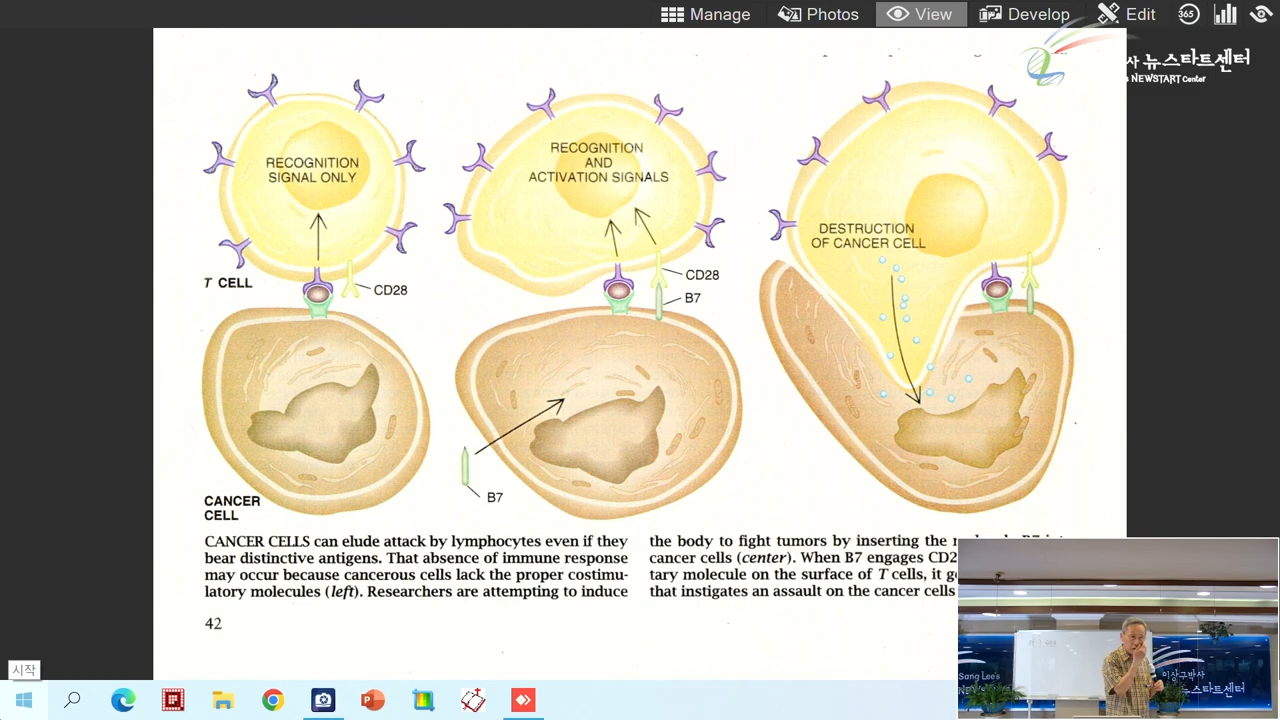 Manage
Photos
View
Develop
Edit
365
사 뉴스타트센터
NEWSTART Center
RECOGNITION
SIGNAL ONLY
RECOGNITION
AND
ACTIVATION SIGNALS
DESTRUCTION
OF CANCER CELL
T CELL
CD28
CD28
B7
B7
CANCER
CELL
CANCER CELLS can elude attack by lymphocytes even if they
bear distinctive antigens. That absence of immune response
may occur because cancerous cells lack the proper costimu-
latory molecules (left). Researchers are attempting to induce
the body to fight tumors by inserting the
cancer cells (center). When B7 engages CD2
tary molecule on the surface of T cells, it
that instigates an assault on the cancer cells
42
시작
Sang Lee's
이상구박사
뉴스타트센터